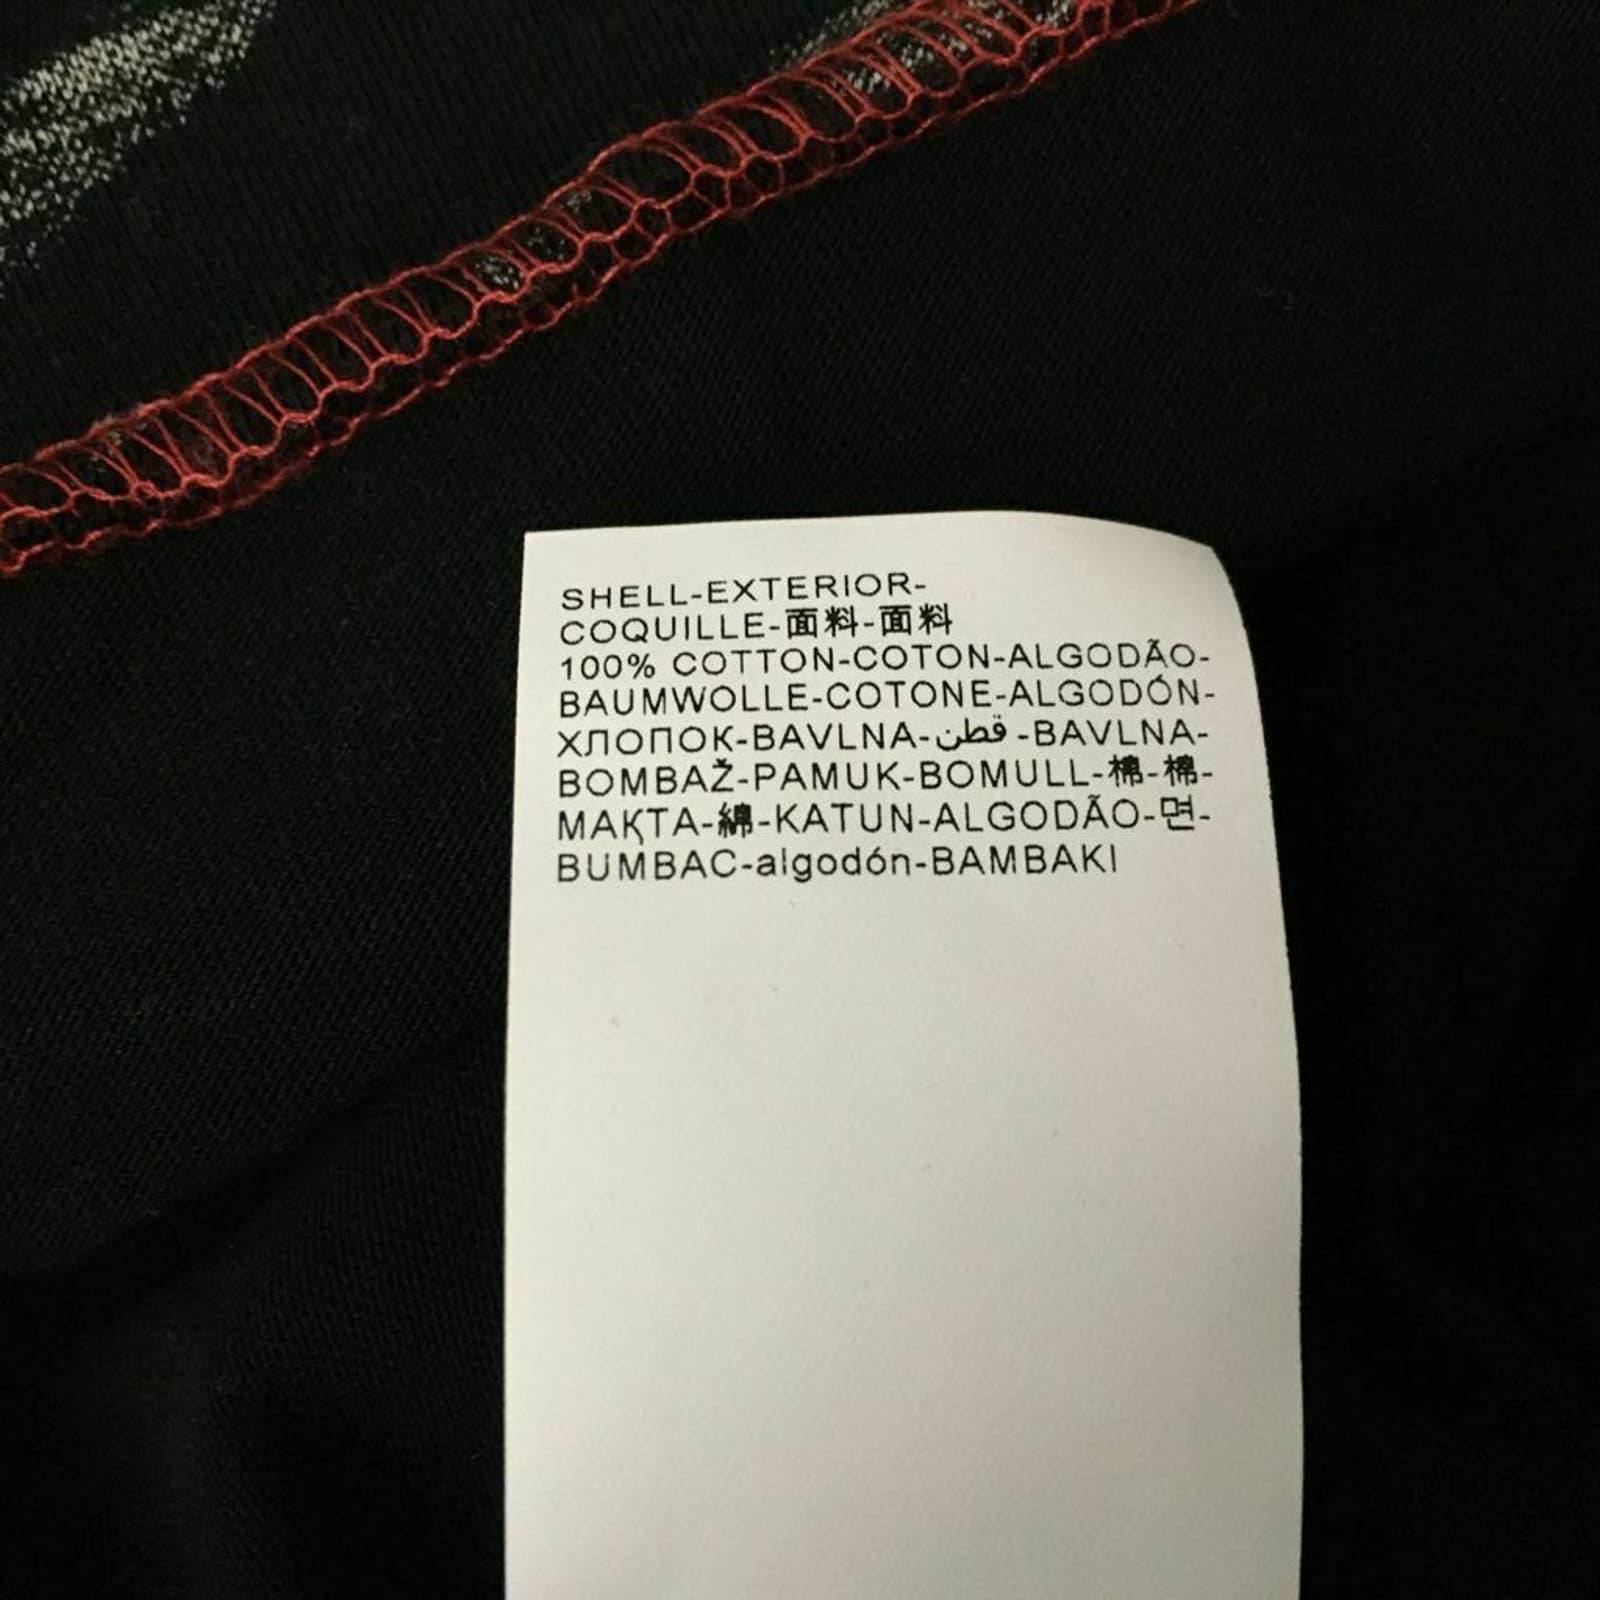 SHELL-EXTERIOR-
COQUILLE-面料-面料
100% COTTON-COTON-ALGODÃO-
BAUMWOLLE-COTONE-ALGODÓN-
ХЛОПОК-BAVLNA-قطن-BAVLNA-
BOMBAŽ-PAMUK-BOMULL-棉-棉-
МАҚТА-綿-KATUN-ALGODÃO-면-
BUMBAC-algodón-BAMBAKI